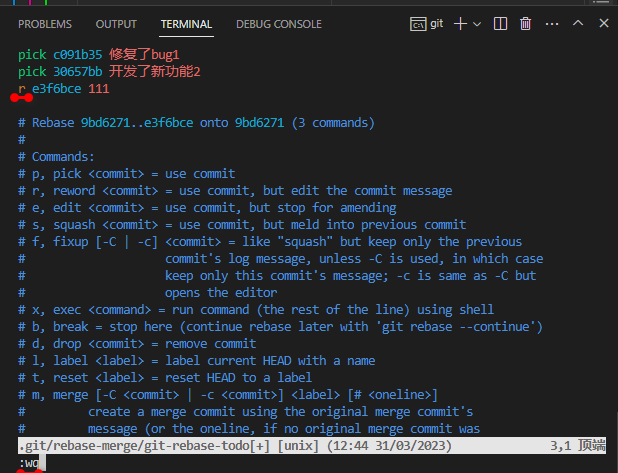 PROBLEMS OUTPUT TERMINAL DEBUG CONSOLE git
pick c091b35 修复了bug1
pick 30657bb 开发了新功能2
r e3f6bce 111
# Rebase 9bd6271..e3f6bce onto 9bd6271 (3 commands)
#
# Commands:
# p, pick <commit> = use commit
# r, reword <commit> = use commit, but edit the commit message
# e, edit <commit> = use commit, but stop for amending
# s, squash <commit> = use commit, but meld into previous commit
# f, fixup [-C | -c] <commit> = like "squash" but keep only the previous
#                    commit's log message, unless -C is used, in which case
#                    keep only this commit's message; -c is same as -C but
#                    opens the editor
# x, exec <command> = run command (the rest of the line) using shell
# b, break = stop here (continue rebase later with 'git rebase --continue')
# d, drop <commit> = remove commit
# l, label <label> = label current HEAD with a name
# t, reset <label> = reset HEAD to a label
# m, merge [-C <commit> | -c <commit>] <label> [# <oneline>]
#         create a merge commit using the original merge commit's
#         message (or the oneline, if no original merge commit was
.git/rebase-merge/git-rebase-todo[+] [unix] (12:44 31/03/2023) 3,1 顶端
:wq